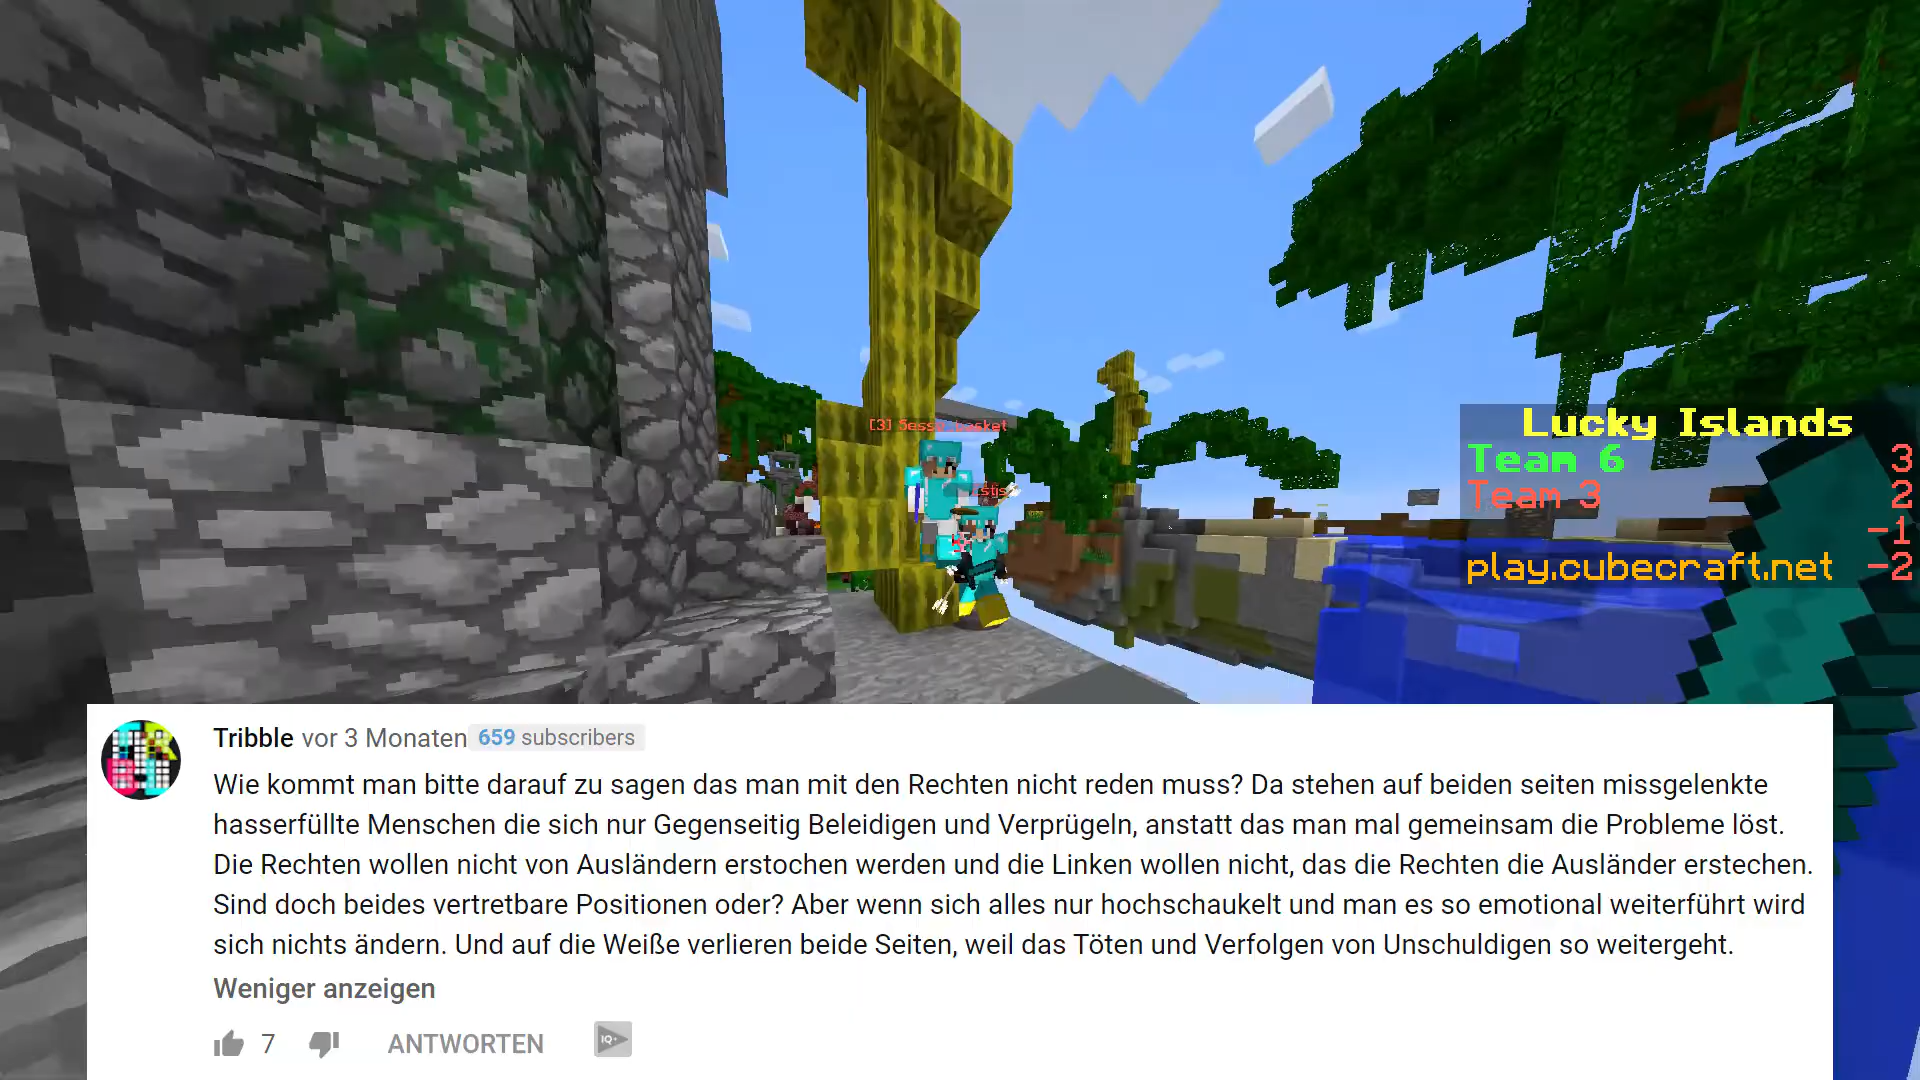 [3] Sessy_basket
Lucky Islands
Team 6 3
Team 3 2
-1
play.cubecraft.net -2
Tribble vor 3 Monaten 659 subscribers
Wie kommt man bitte darauf zu sagen das man mit den Rechten nicht reden muss? Da stehen auf beiden seiten missgelenkte
hasserfüllte Menschen die sich nur Gegenseitig Beleidigen und Verprügeln, anstatt das man mal gemeinsam die Probleme löst.
Die Rechten wollen nicht von Ausländern erstochen werden und die Linken wollen nicht, das die Rechten die Ausländer erstechen.
Sind doch beides vertretbare Positionen oder? Aber wenn sich alles nur hochschaukelt und man es so emotional weiterführt wird
sich nichts ändern. Und auf die Weiße verlieren beide Seiten, weil das Töten und Verfolgen von Unschuldigen so weitergeht.
Weniger anzeigen
7 ANTWORTEN IQ+